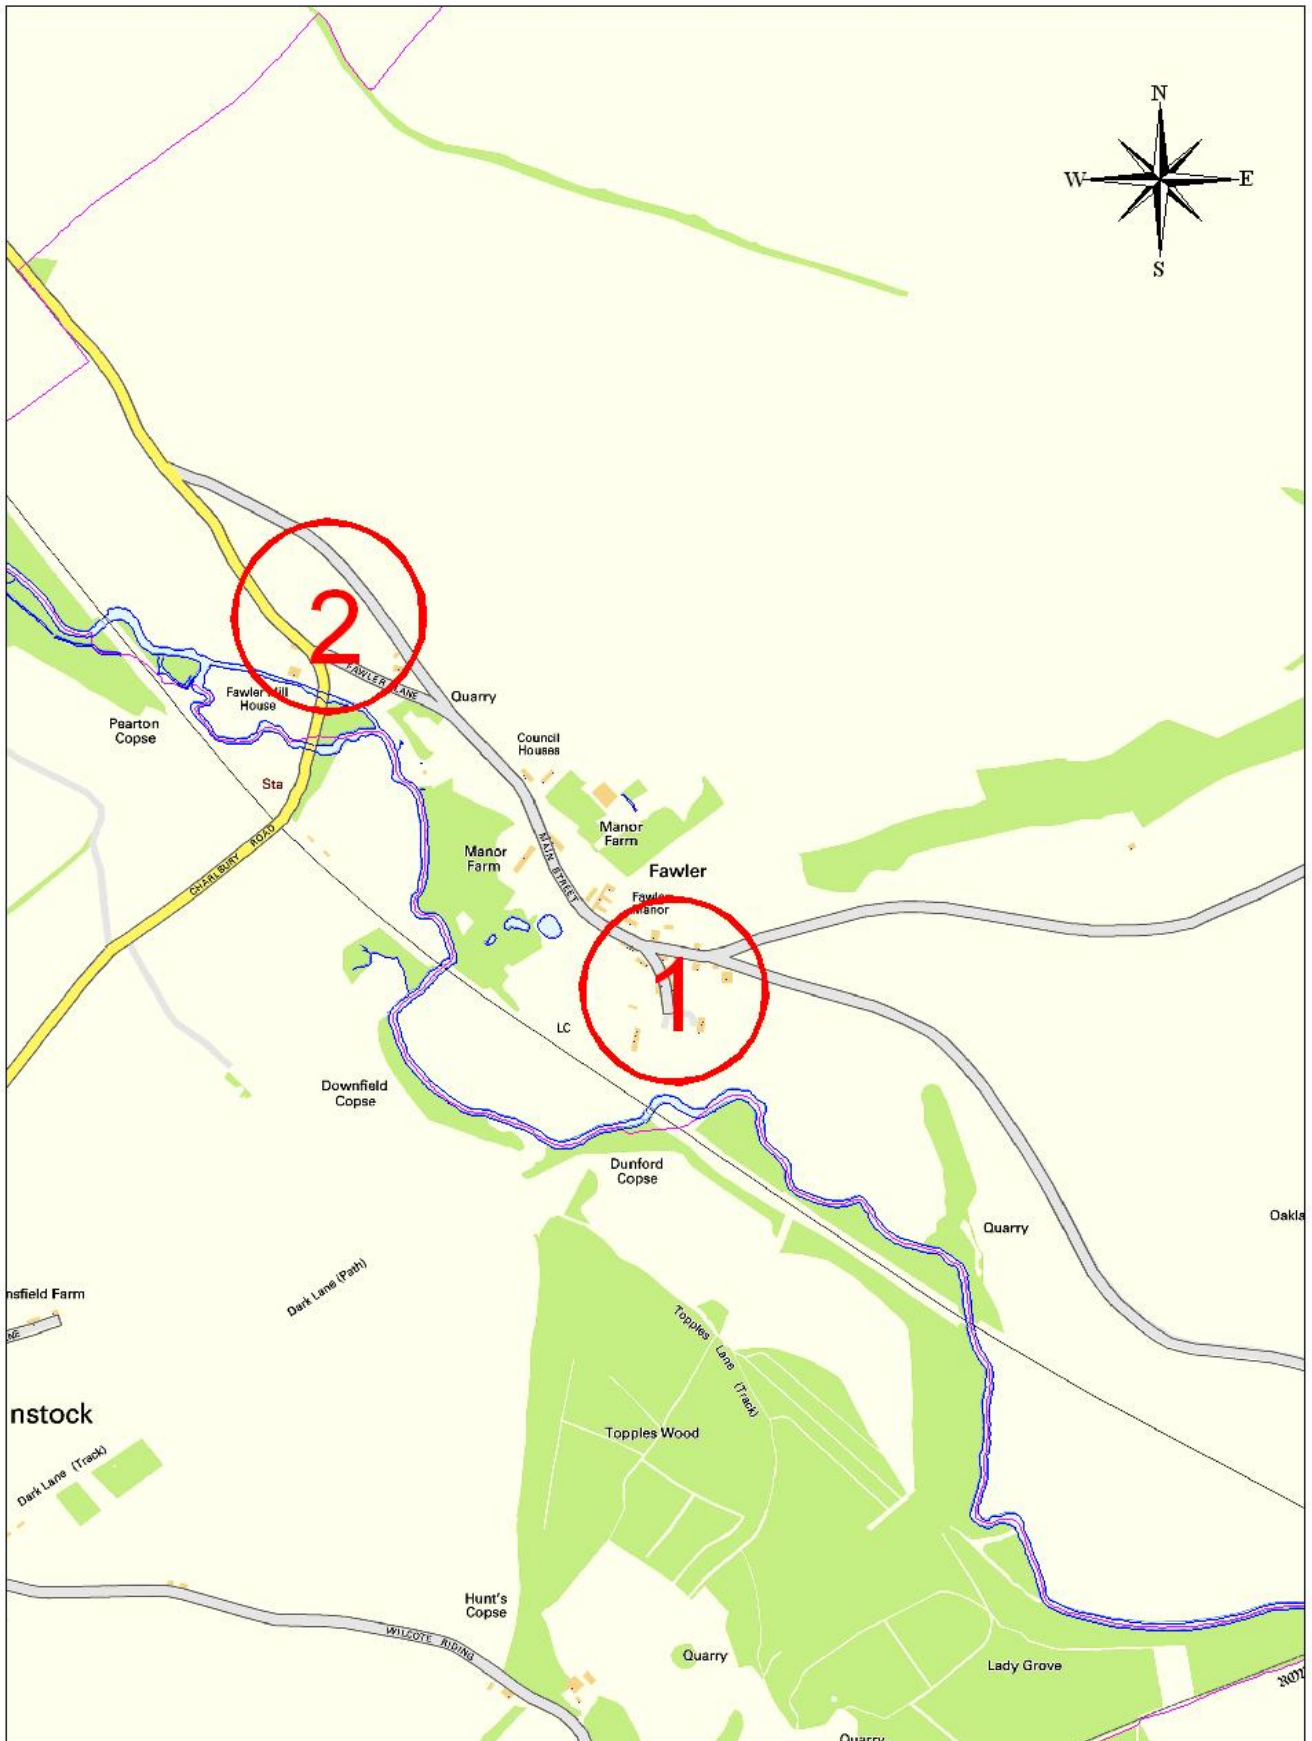 N
W
E
S
2
FAWLER LANE
Quarry
Fawler Mill
House
Pearton
Copse
Council
Houses
Sta
Manor
Farm
CHARLBURY ROAD
MAIN STREET
Manor
Farm
Fawler
Fawler
Manor
1
LC
Downfield
Copse
Dunford
Copse
Quarry
Oakla
Dark Lane (Path)
nsfield Farm
NE
Topples Lane (Track)
nstock
Topples Wood
Dark Lane (Track)
Hunt's
Copse
WILCOTE RIDING
Quarry
Lady Grove
ROM
Quarry